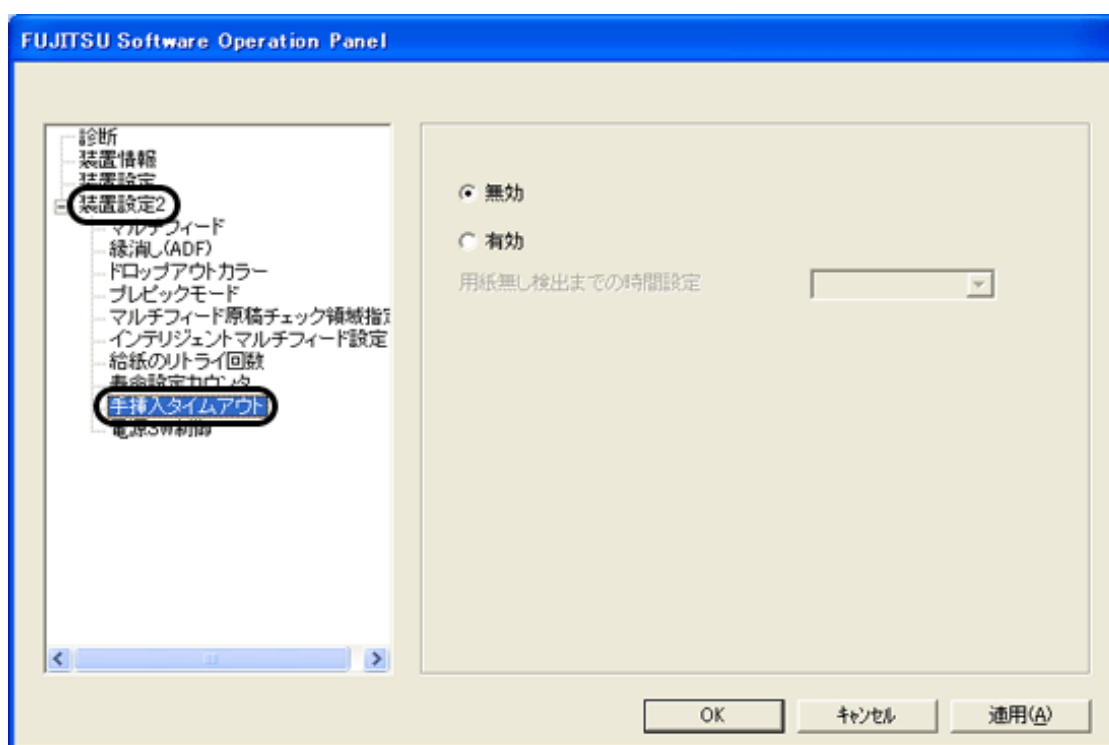 FUJITSU Software Operation Panel
診断
装置情報
装置設定
装置設定2
マルチフィード
縁消し(ADF)
ドロップアウトカラー
プレピックモード
マルチフィード原稿チェック領域指定
インテリジェントマルチフィード設定
給紙のリトライ回数
寿命設定カウンタ
手挿入タイムアウト
電源SW制御
無効
有効
用紙無し検出までの時間設定
OK
キャンセル
適用(A)